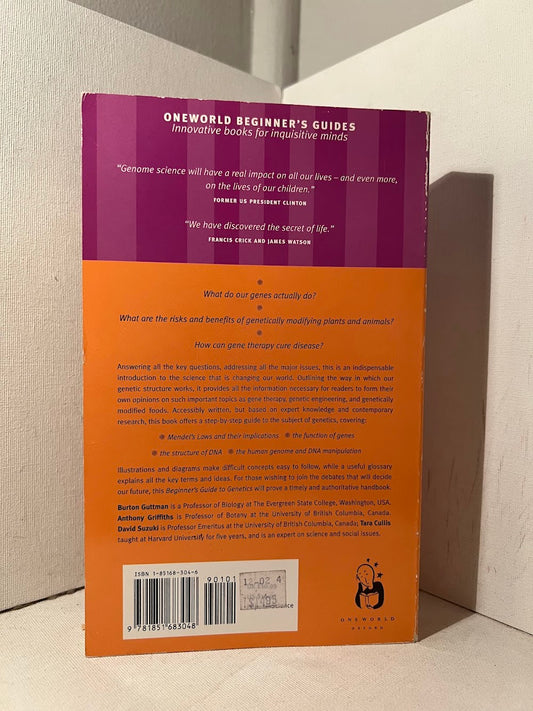 ONEWORLD BEGINNER'S GUIDES
Innovative books for inquisitive minds
"Genome science will have a real impact on all our lives – and even more,
on the lives of our children."
FORMER US PRESIDENT CLINTON
"We have discovered the secret of life."
FRANCIS CRICK AND JAMES WATSON
What do our genes actually do?
What are the risks and benefits of genetically modifying plants and animals?
How can gene therapy cure disease?
Answering all the key questions, addressing all the major issues, this is an indispensable
introduction to the science that is changing our world. Outlining the way in which our
genetic structure works, it provides all the information necessary for readers to form their
own opinions on such important topics as gene therapy, genetic engineering, and genetically
modified foods. Accessibly written, but based on expert knowledge and contemporary
research, this book offers a step-by-step guide to the subject of genetics, covering:
• Mendel's Laws and their implications • the function of genes
• the structure of DNA • the human genome and DNA manipulation
Illustrations and diagrams make difficult concepts easy to follow, while a useful glossary
explains all the key terms and ideas. For those wishing to join the debates that will decide
our future, this Beginner's Guide to Genetics will prove a timely and authoritative handbook.
Burton Guttman is a Professor of Biology at The Evergreen State College, Washington, USA.
Anthony Griffiths is Professor of Botany at the University of British Columbia, Canada.
David Suzuki is Professor Emeritus at the University of British Columbia, Canada; Tara Cullis
taught at Harvard University for five years, and is an expert on science and social issues.
ISBN 1-85168-304-6
90101
12.02 4
9 781851 683048
ONEWORLD
OXFORD